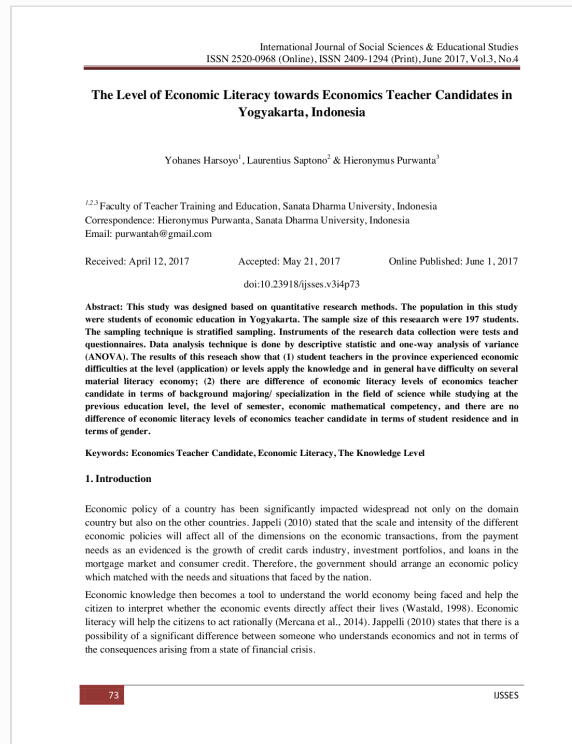 International Journal of Social Sciences & Educational Studies
ISSN 2520-0968 (Online), ISSN 2409-1294 (Print), June 2017, Vol.3, No.4
The Level of Economic Literacy towards Economics Teacher Candidates in
Yogyakarta, Indonesia
Yohanes Harsoyo1, Laurentius Saptono2 & Hieronymus Purwanta3
1,2,3 Faculty of Teacher Training and Education, Sanata Dharma University, Indonesia
Correspondence: Hieronymus Purwanta, Sanata Dharma University, Indonesia
Email: purwantah@gmail.com
Received: April 12, 2017 Accepted: May 21, 2017 Online Published: June 1, 2017
doi:10.23918/ijsses.v3i4p73
Abstract: This study was designed based on quantitative research methods. The population in this study
were students of economic education in Yogyakarta. The sample size of this reseaarch were 197 students.
The sampling technique is stratified sampling. Instruments of the research data collection were tests and
questionnaires. Data analysis technique is done by descriptive statistic and one-way analysis of variance
(ANOVA). The results of this reseach show that (1) student teachers in the province experienced economic
difficulties at the level (application) or levels apply the knowledge and in general have difficulty on several
material literacy economy; (2) there are difference of economic literacy levels of economics teacher
candidate in terms of background majoring/ specialization in the field of science while studying at the
previous education level, the level of semester, economic mathematical competency, and there are no
difference of economic literacy levels of economics teacher candidate in terms of student residence and in
terms of gender.
Keywords: Economics Teacher Candidate, Economic Literacy, The Knowledge Level
1. Introduction
Economic policy of a country has been significantly impacted widespread not only on the domain
country but also on the other countries. Jappeli (2010) stated that the scale and intensity of the different
economic policies will affect all of the dimensions on the economic transactions, from the payment
needs as an evidenced is the growth of credit cards industry, investment portfolios, and loans in the
mortgage market and consumer credit. Therefore, the government should arrange an economic policy
which matched with the needs and situations that faced by the nation.
Economic knowledge then becomes a tool to understand the world economy being faced and help the
citizen to interpret whether the economic events directly affect their lives (Wastald, 1998). Economic
literacy will help the citizens to act rationally (Mercana et al., 2014). Jappelli (2010) states that there is a
possibility of a significant difference between someone who understands economics and not in terms of
the consequences arising from a state of financial crisis.
73 IJSSES